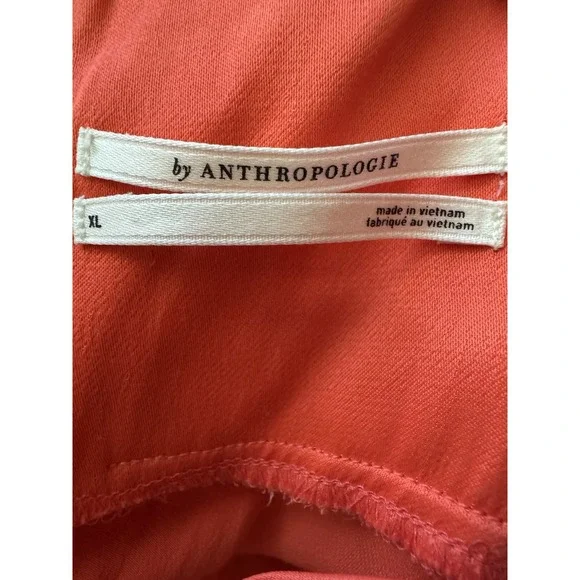 by ANTHROPOLOGIE
XL
made in vietnam
fabriqué au vietnam